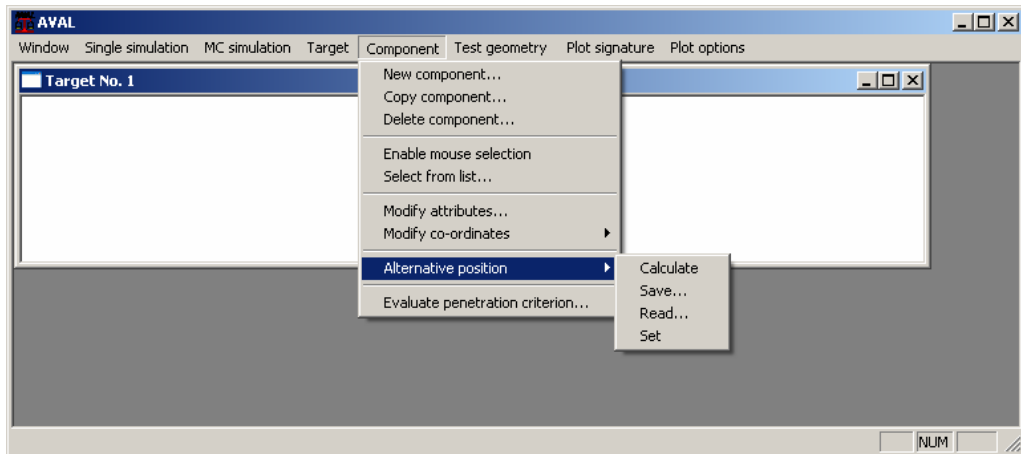 AVAL
Window Single simulation MC simulation Target Component Test geometry Plot signature Plot options
Target No. 1
New component...
Copy component...
Delete component...
Enable mouse selection
Select from list...
Modify attributes...
Modify co-ordinates
Alternative position
Calculate
Save...
Read...
Set
Evaluate penetration criterion...
NUM